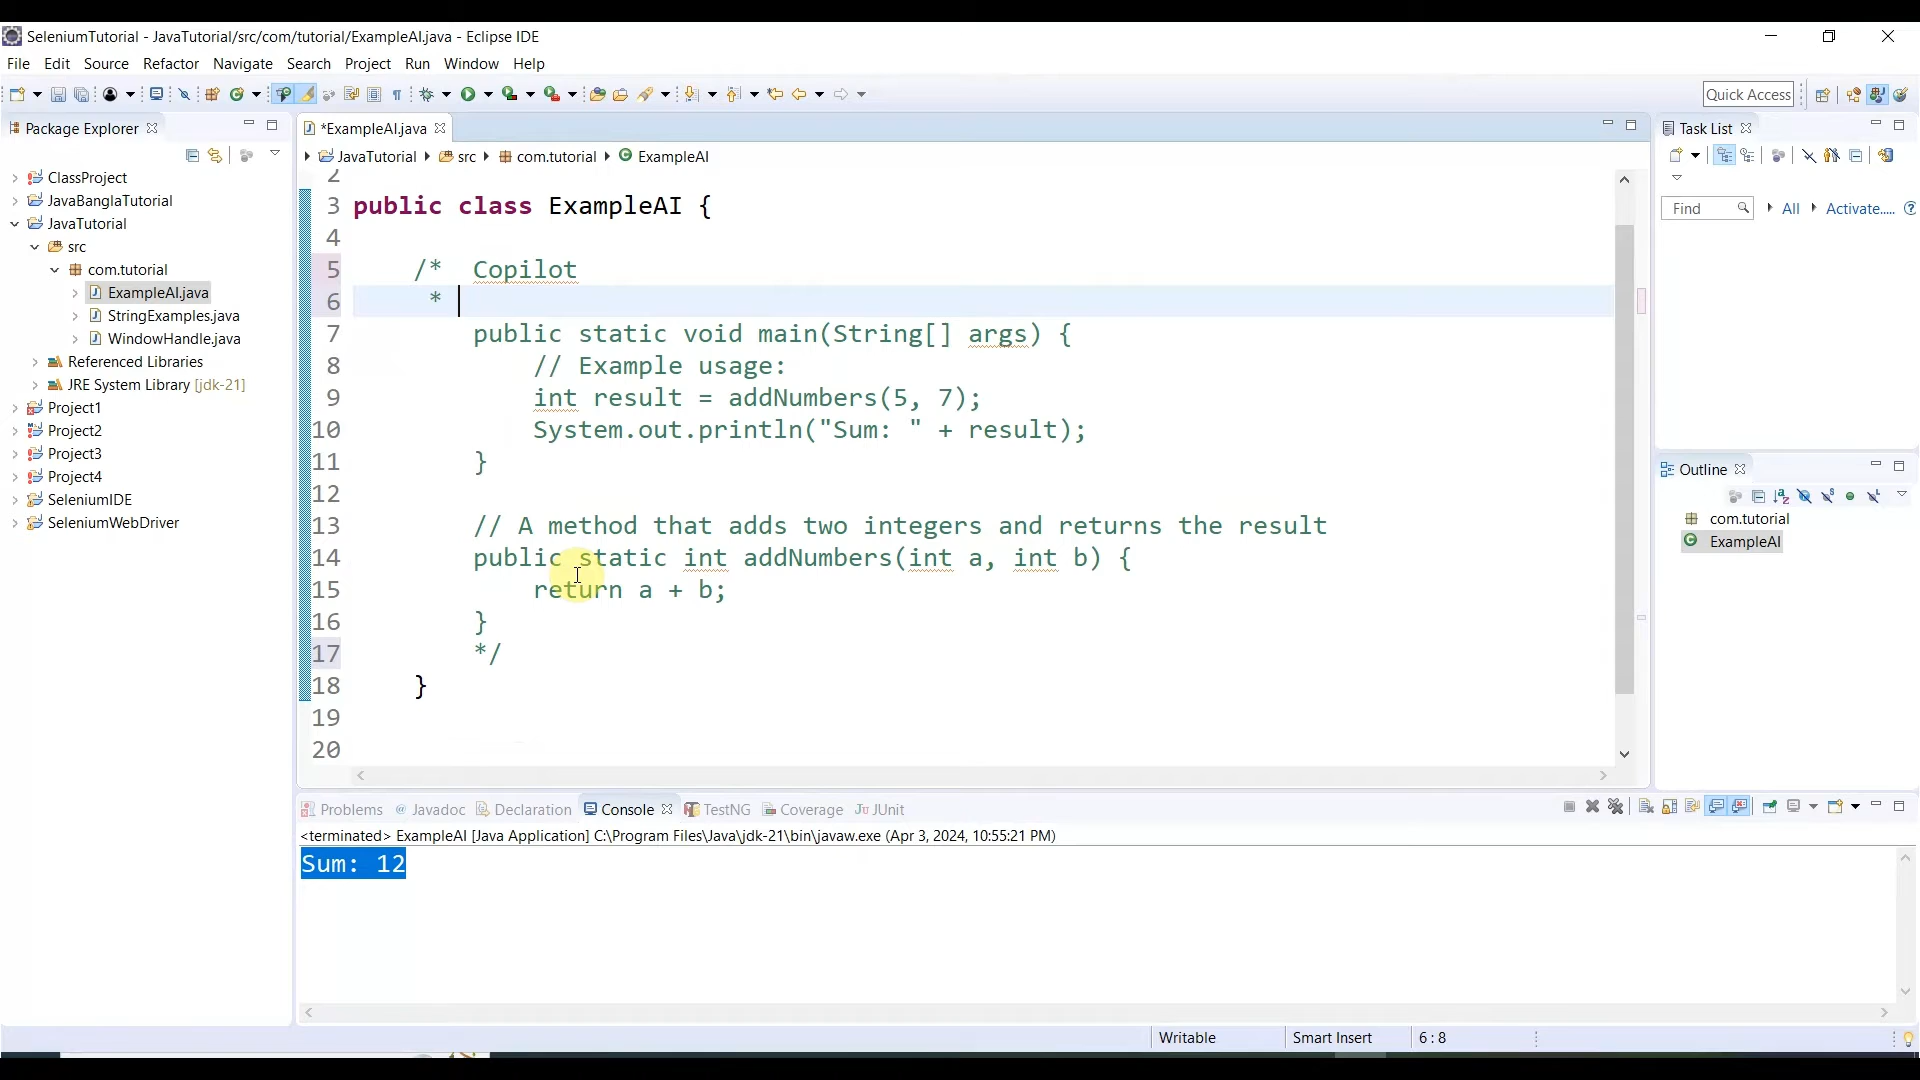 SeleniumTutorial - JavaTutorial/src/com/tutorial/ExampleAI.java - Eclipse IDE
File Edit Source Refactor Navigate Search Project Run Window Help
Quick Access
Package Explorer
ClassProject
JavaBanglaTutorial
JavaTutorial
src
com.tutorial
ExampleAI.java
StringExamples.java
WindowHandle.java
Referenced Libraries
JRE System Library [jdk-21]
Project1
Project2
Project3
Project4
SeleniumIDE
SeleniumWebDriver
*ExampleAI.java
JavaTutorial src com.tutorial ExampleAI
2
3 public class ExampleAI {
4
5 /* Copilot
6 *
7 public static void main(String[] args) {
8 // Example usage:
9 int result = addNumbers(5, 7);
10 System.out.println("Sum: " + result);
11 }
12
13 // A method that adds two integers and returns the result
14 public static int addNumbers(int a, int b) {
15 return a + b;
16 }
17 */
18 }
19
20
Task List
Find All Activate.....
Outline
com.tutorial
ExampleAI
Problems @ Javadoc Declaration Console TestNG Coverage JUnit
<terminated> ExampleAI [Java Application] C:\Program Files\Java\jdk-21\bin\javaw.exe (Apr 3, 2024, 10:55:21 PM)
Sum: 12
Writable Smart Insert 6 : 8